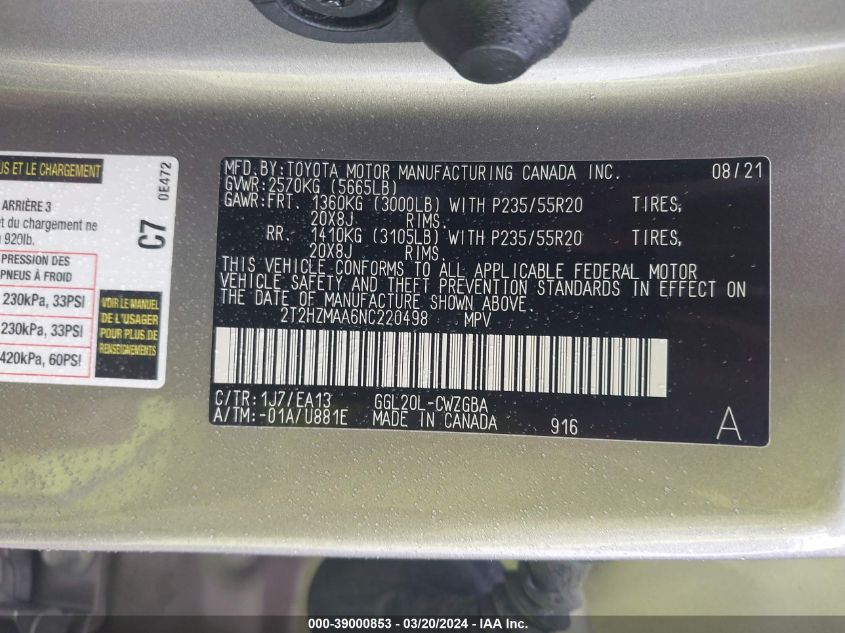 US ET LE CHARGEMENT
ARRIÈRE 3
t du chargement ne
920lb.
PRESSION DES
PNEUS À FROID
230kPa, 33PSI
230kPa, 33PSI
420kPa, 60PSI
VOIR LE MANUEL
DE L'USAGER
POUR PLUS DE
RENSEIGNEMENTS
C7
0E472
MFD.BY:TOYOTA MOTOR MANUFACTURING CANADA INC. 08/21
GVWR:2570KG (5665LB)
GAWR:FRT. 1360KG (3000LB) WITH P235/55R20 TIRES,
20X8J RIMS.
RR. 1410KG (3105LB) WITH P235/55R20 TIRES,
20X8J RIMS.
THIS VEHICLE CONFORMS TO ALL APPLICABLE FEDERAL MOTOR
VEHICLE SAFETY AND THEFT PREVENTION STANDARDS IN EFFECT ON
THE DATE OF MANUFACTURE SHOWN ABOVE.
2T2HZMAA6NC220498 MPV
C/TR:1J7/EA13 GGL20L-CWZGBA
A/TM:-01A/U881E MADE IN CANADA 916 A
000-39000853 - 03/20/2024 - IAA Inc.